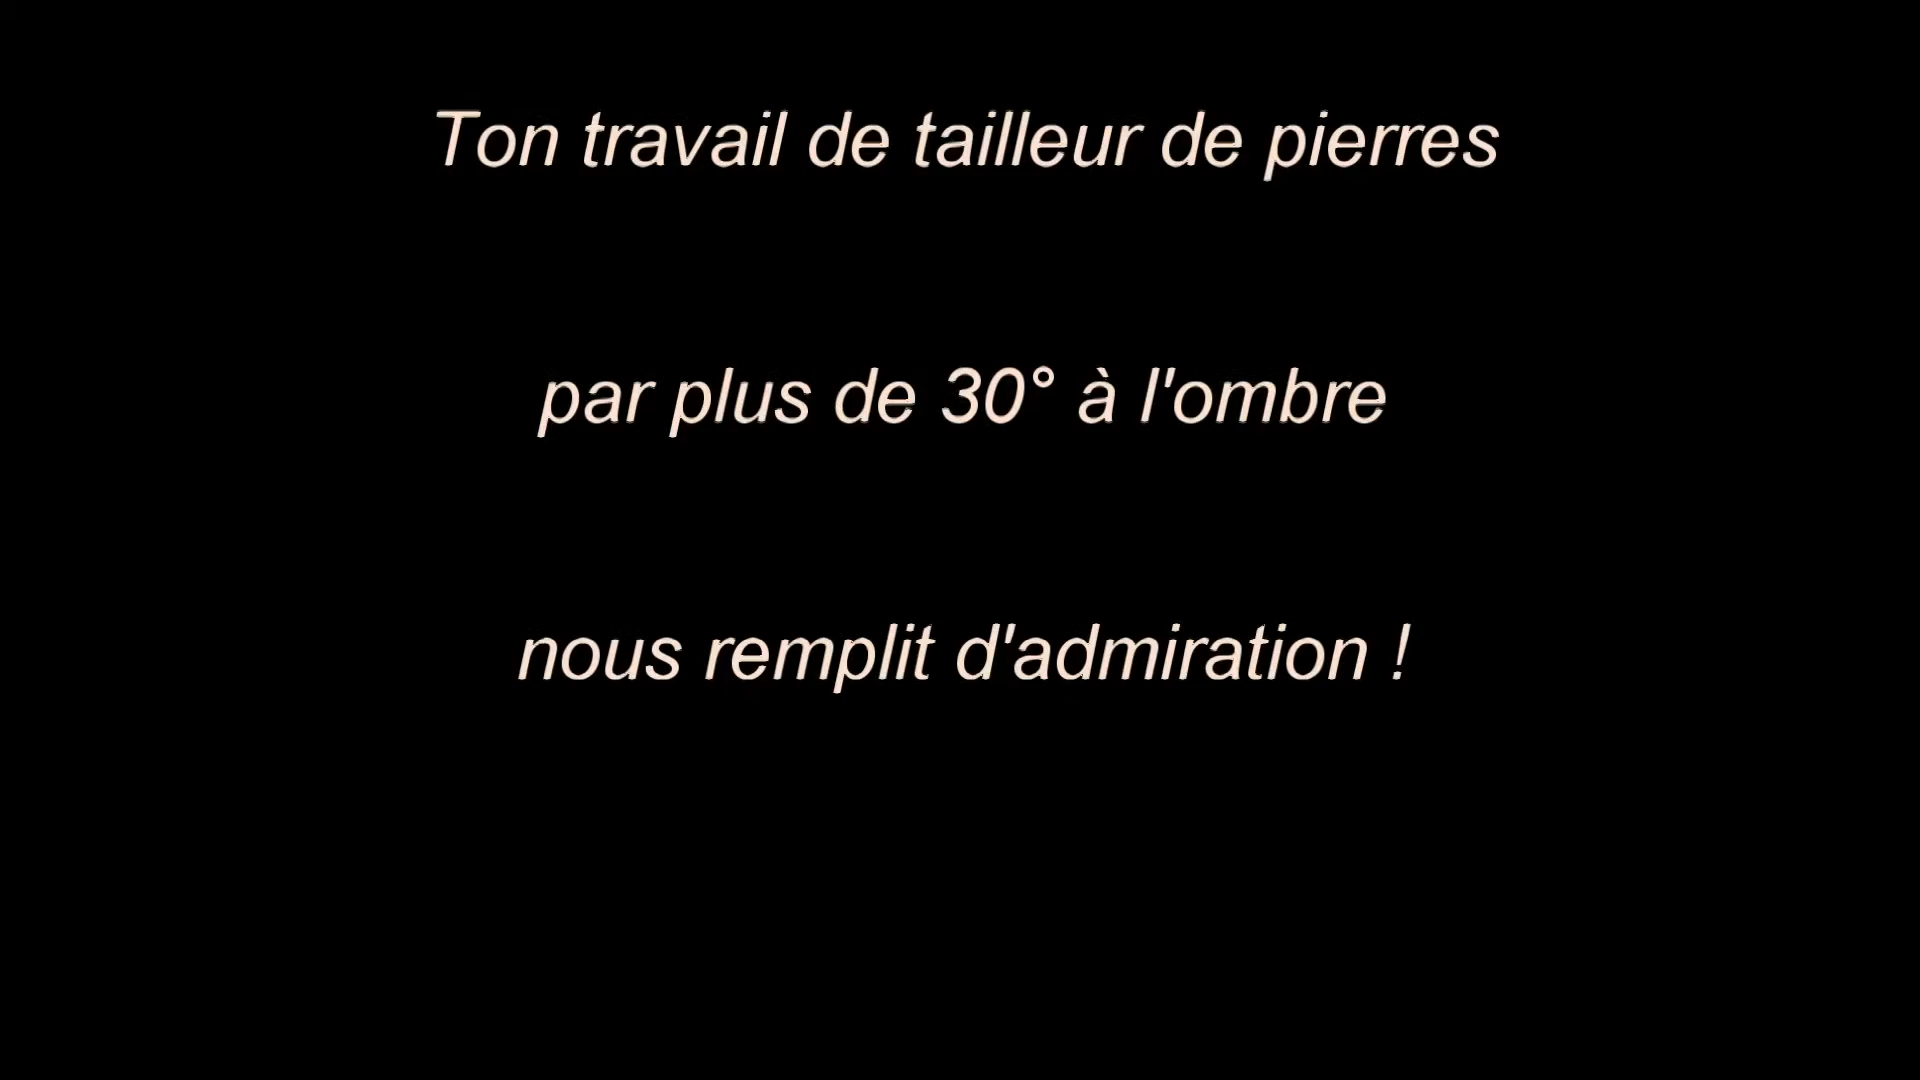 Ton travail de tailleur de pierres
par plus de 30° à l'ombre
nous remplit d'admiration !